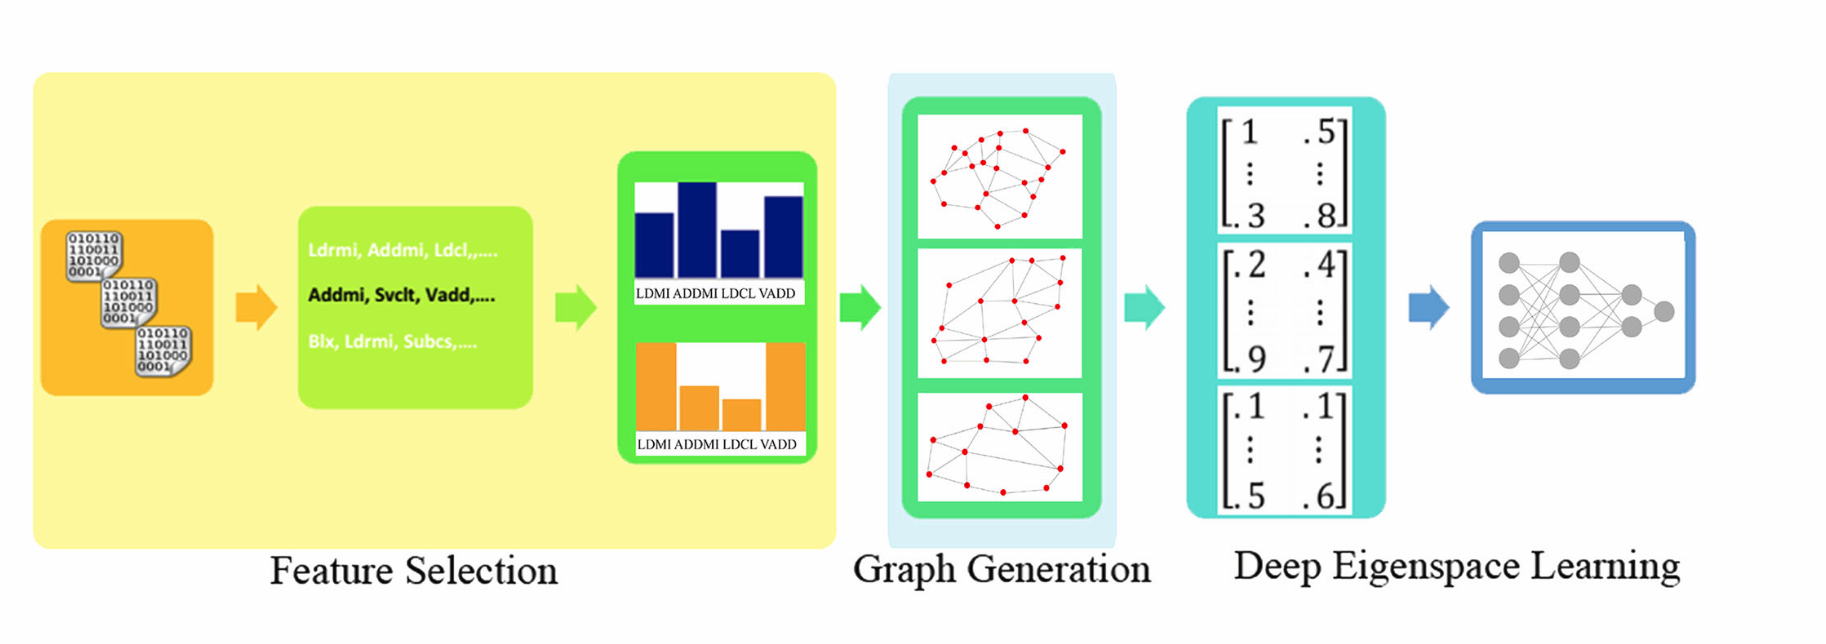 010110
110011
101000
0001
010110
110011
101000
0001
010110
110011
101000
0001
Ldrmi, Addmi, Ldcl,,....
Addmi, Svclt, Vadd,....
Blx, Ldrmi, Subcs,....
LDMI ADDMI LDCL VADD
LDMI ADDMI LDCL VADD
1 .5
⋮ ⋮
.3 .8
.2 .4
⋮ ⋮
.9 .7
.1 .1
⋮ ⋮
.5 .6
Feature Selection
Graph Generation
Deep Eigenspace Learning